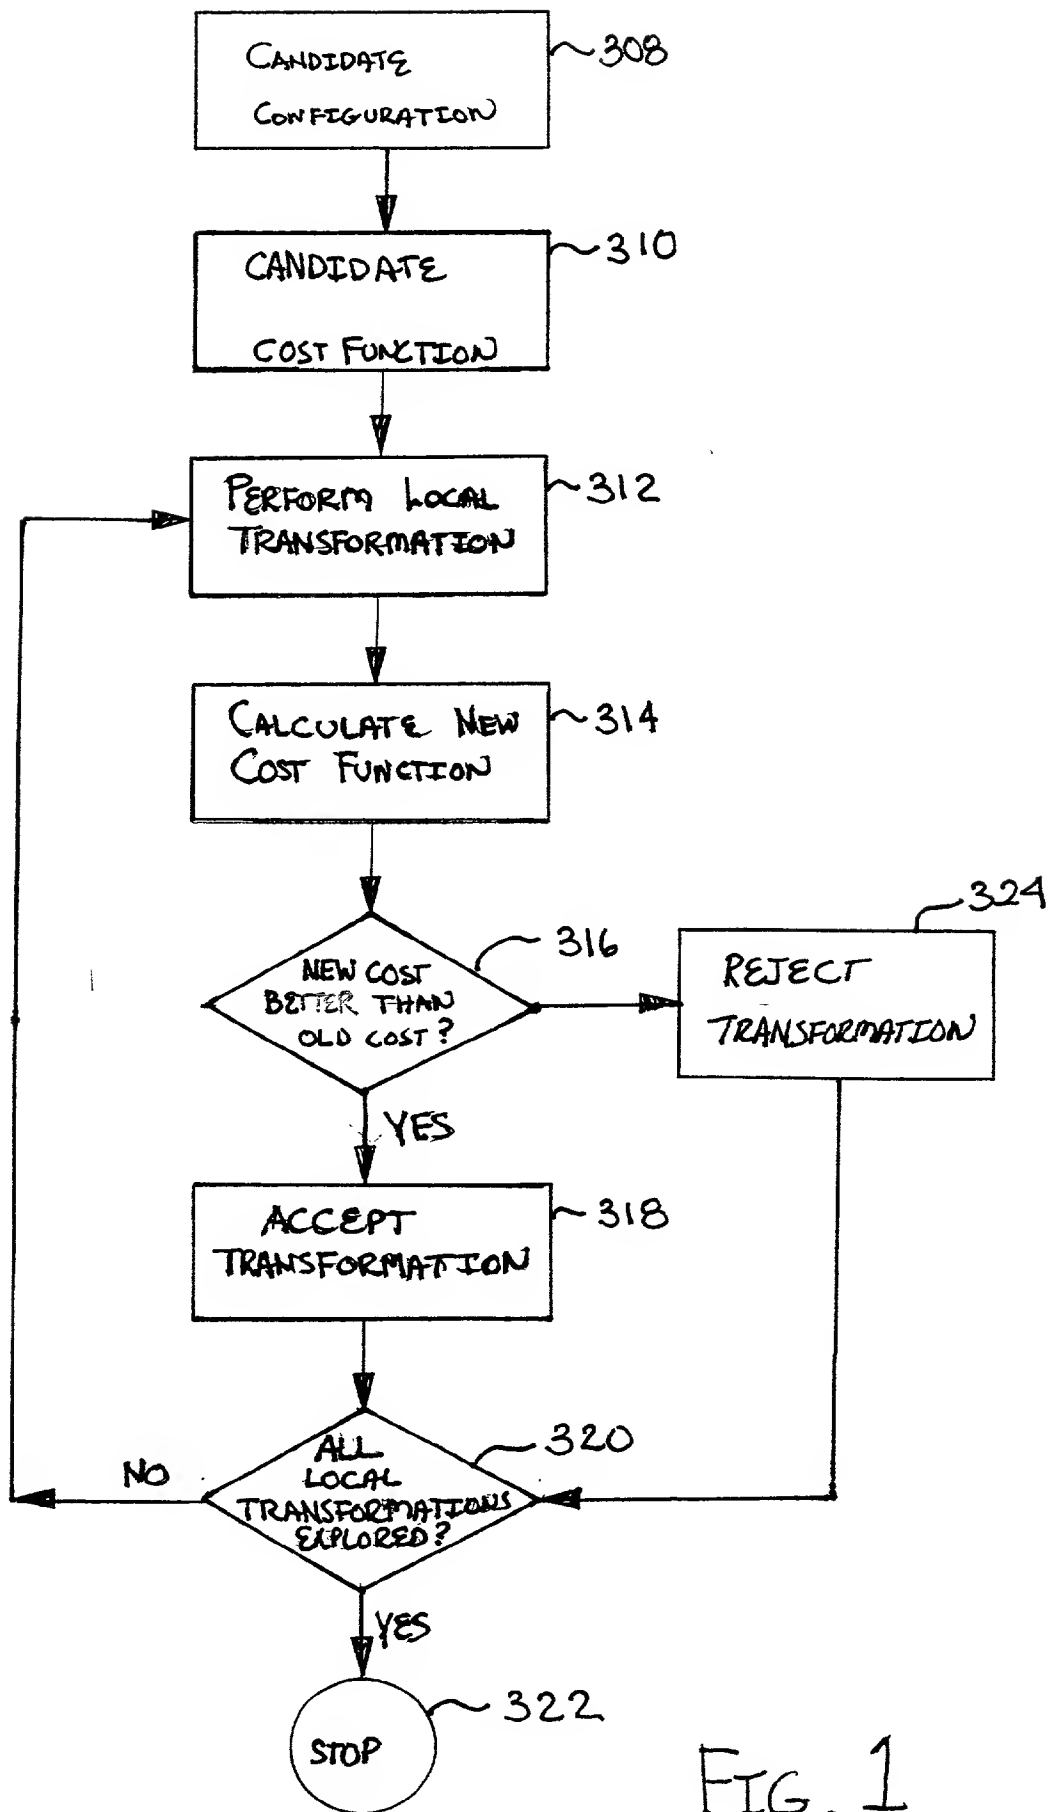 CANDIDATE
CONFIGURATION
308
CANDIDATE
COST FUNCTION
310
PERFORM LOCAL
TRANSFORMATION
312
CALCULATE NEW
COST FUNCTION
314
NEW COST
BETTER THAN
OLD COST?
316
324
REJECT
TRANSFORMATION
YES
ACCEPT
TRANSFORMATION
318
ALL
LOCAL
TRANSFORMATIONS
EXPLORED?
320
NO
YES
STOP
322
FIG. 1